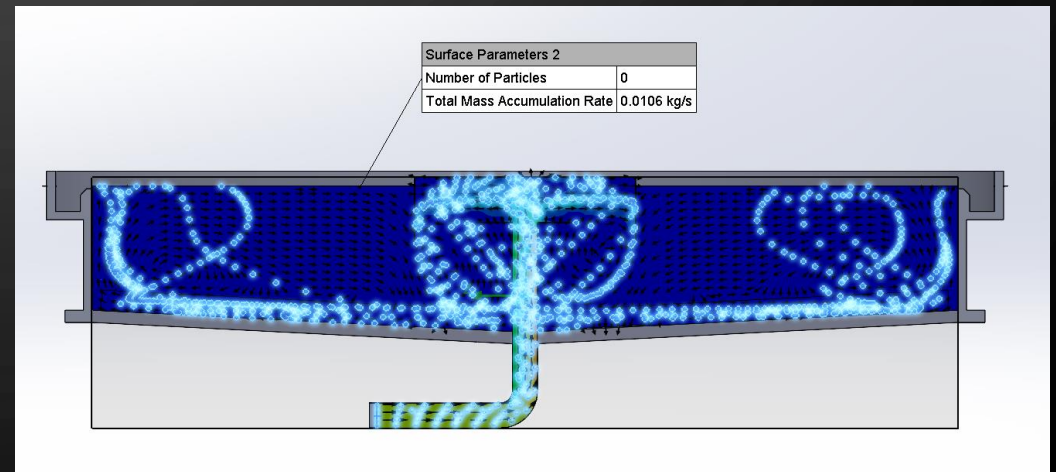 Surface Parameters 2
Number of Particles 0
Total Mass Accumulation Rate 0.0106 kg/s